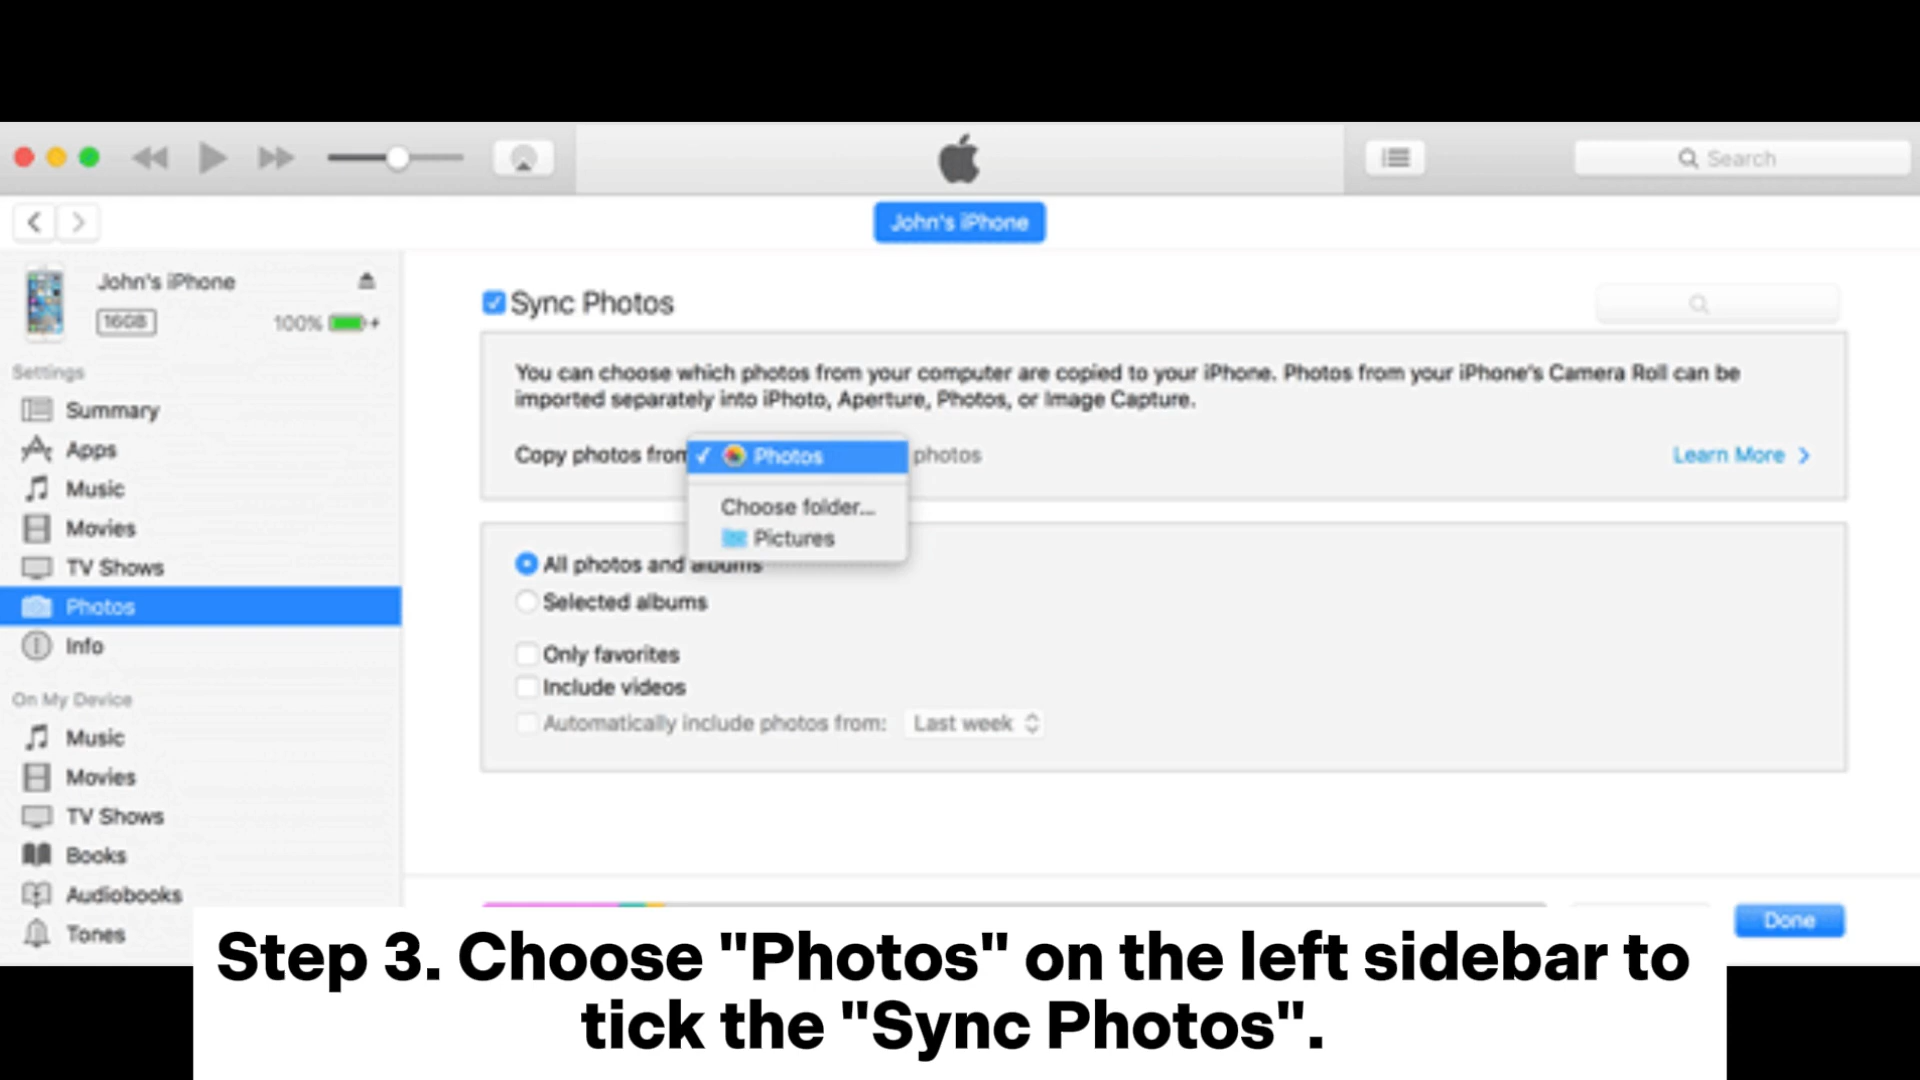 Search
John's iPhone
John's iPhone
16GB
100%
Settings
Summary
Apps
Music
Movies
TV Shows
Photos
Info
On My Device
Music
Movies
TV Shows
Books
Audiobooks
Tones
Sync Photos
You can choose which photos from your computer are copied to your iPhone. Photos from your iPhone's Camera Roll can be
imported separately into iPhoto, Aperture, Photos, or Image Capture.
Copy photos from Photos photos Learn More
Choose folder...
Pictures
All photos and albums
Selected albums
Only favorites
Include videos
Automatically include photos from: Last week
Done
Step 3. Choose "Photos" on the left sidebar to
tick the "Sync Photos".